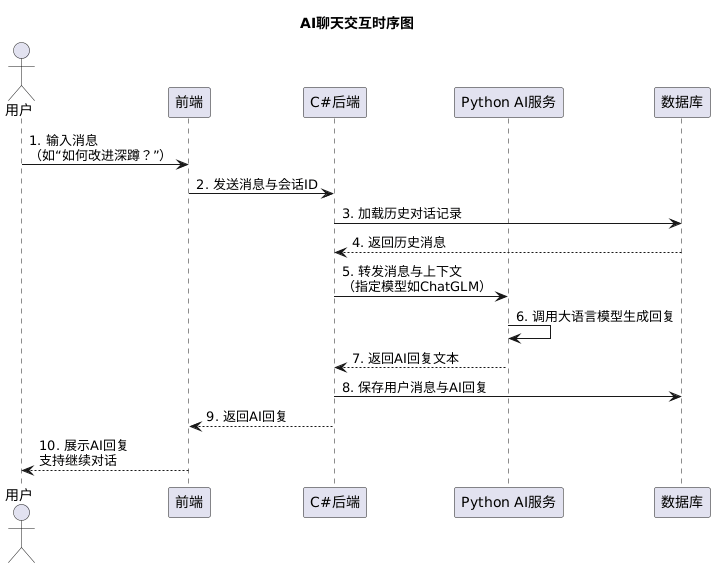 AI聊天交互时序图
用户
前端
C#后端
Python AI服务
数据库
1. 输入消息
（如“如何改进深蹲？”）
2. 发送消息与会话ID
3. 加载历史对话记录
4. 返回历史消息
5. 转发消息与上下文
（指定模型如ChatGLM）
6. 调用大语言模型生成回复
7. 返回AI回复文本
8. 保存用户消息与AI回复
9. 返回AI回复
10. 展示AI回复
支持继续对话
用户
前端
C#后端
Python AI服务
数据库